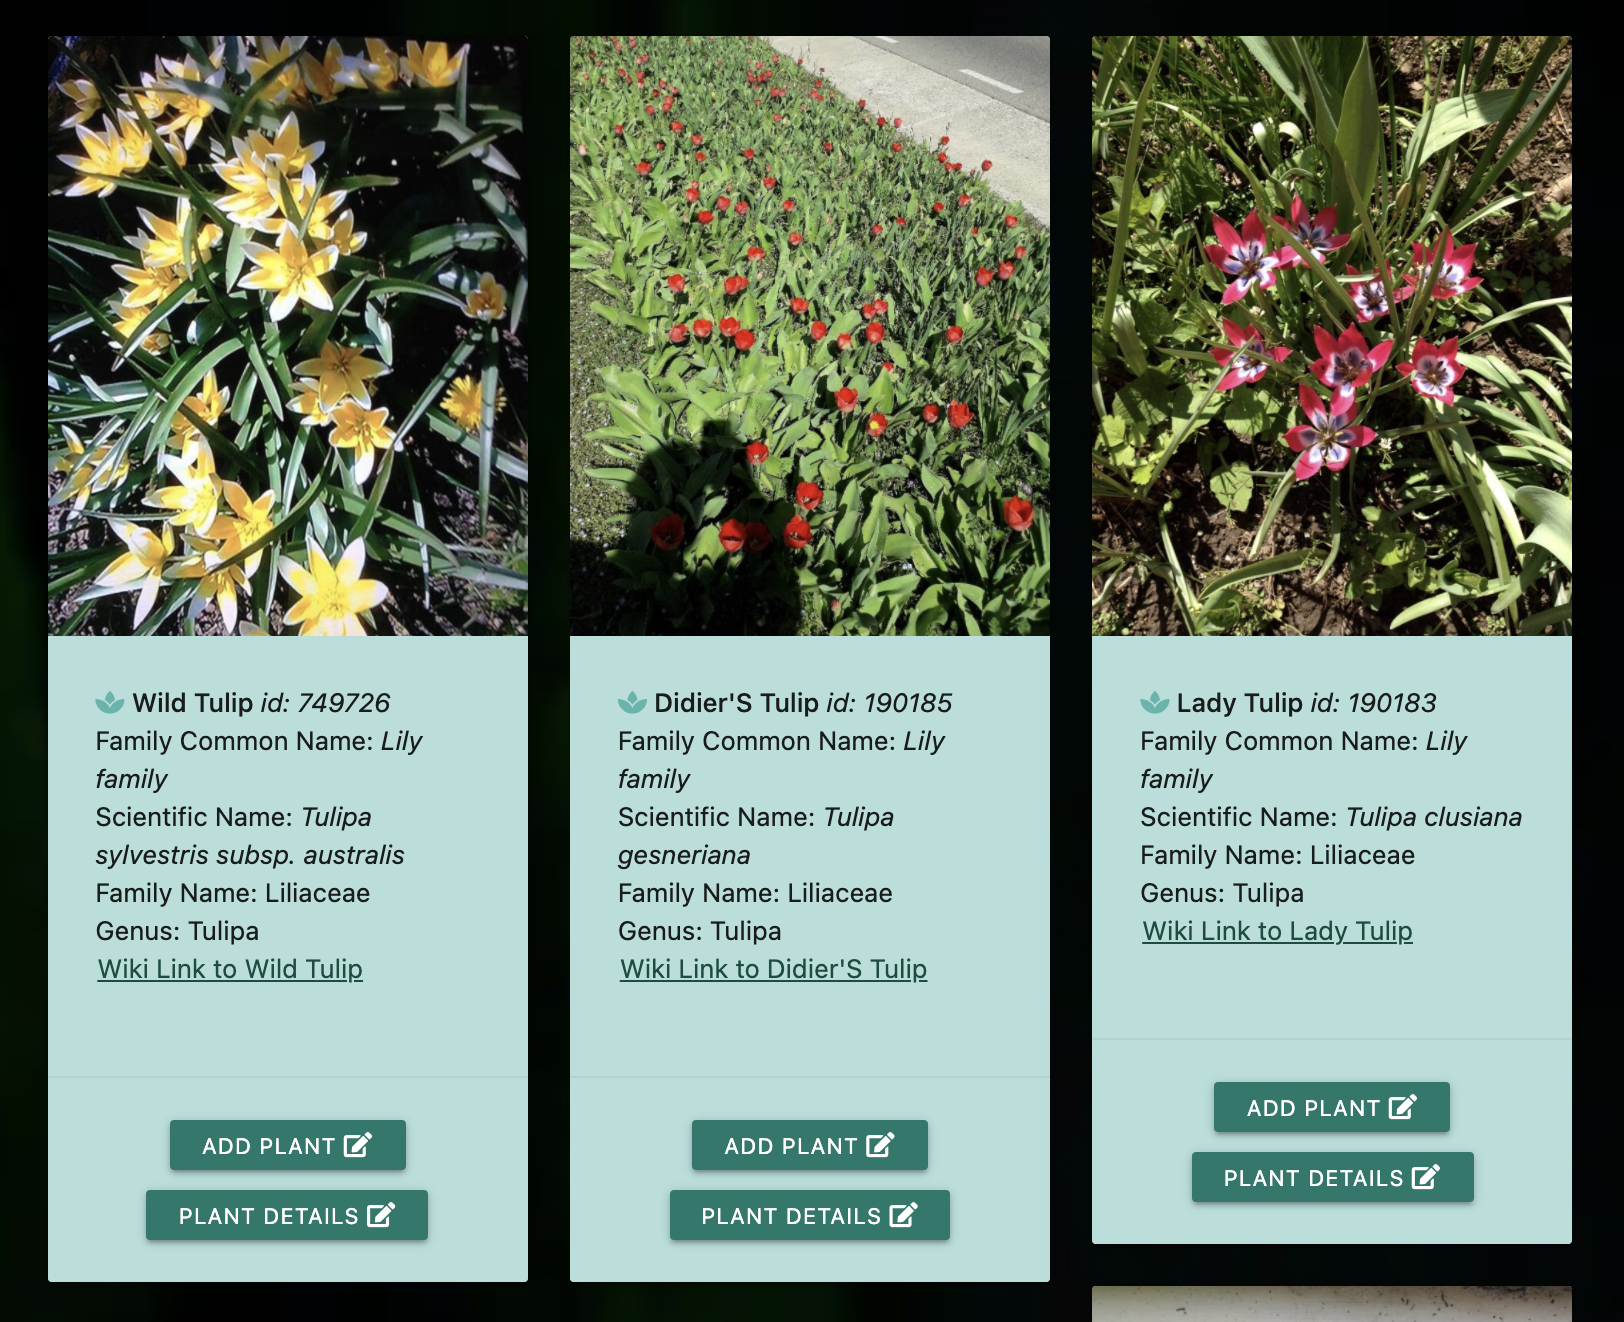 Wild Tulip id: 749726
Family Common Name: Lily
family
Scientific Name: Tulipa
sylvestris subsp. australis
Family Name: Liliaceae
Genus: Tulipa
Wiki Link to Wild Tulip
ADD PLANT
PLANT DETAILS
Didier'S Tulip id: 190185
Family Common Name: Lily
family
Scientific Name: Tulipa
gesneriana
Family Name: Liliaceae
Genus: Tulipa
Wiki Link to Didier'S Tulip
ADD PLANT
PLANT DETAILS
Lady Tulip id: 190183
Family Common Name: Lily
family
Scientific Name: Tulipa clusiana
Family Name: Liliaceae
Genus: Tulipa
Wiki Link to Lady Tulip
ADD PLANT
PLANT DETAILS